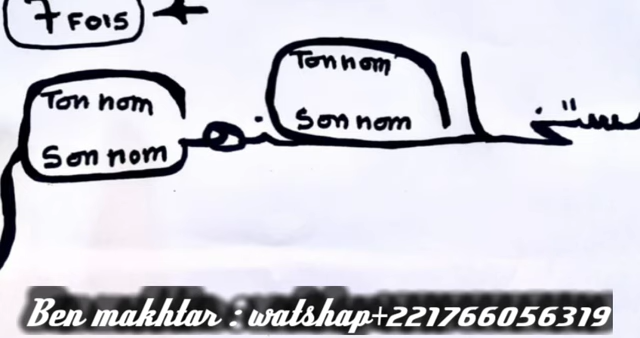 7 FOIS
Ton nom
Son nom
Ton nom
Son nom
Ben makhtar : watshap+221766056319